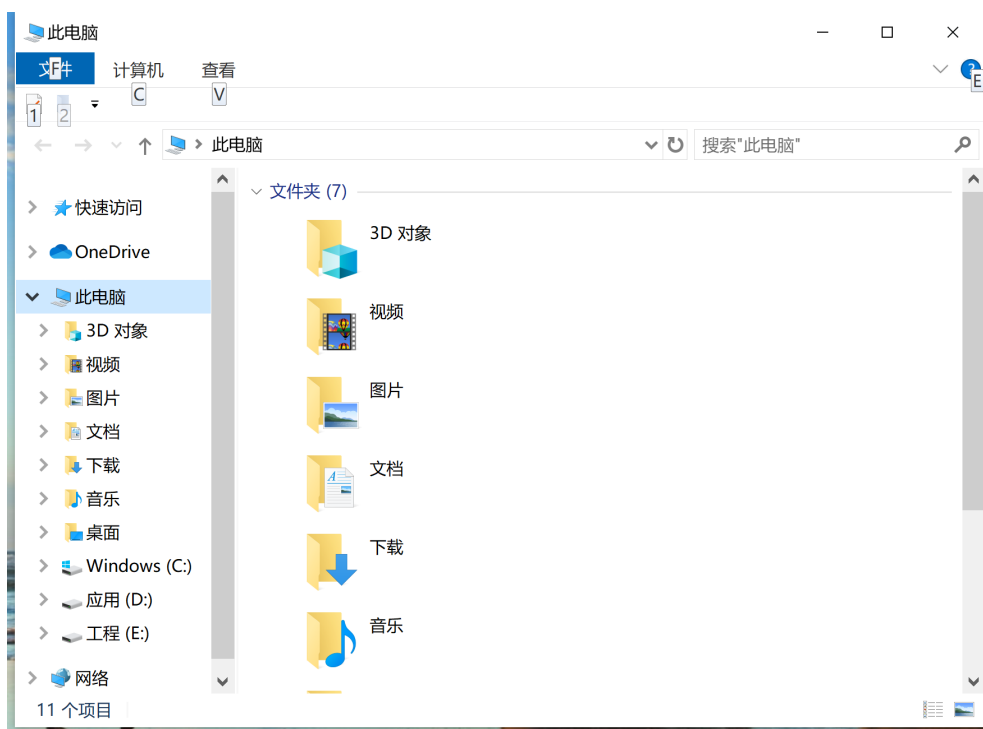 此电脑
文件 F 计算机 查看
C V
? E
1 2
此电脑 搜索"此电脑"
快速访问
OneDrive
此电脑
3D 对象
视频
图片
文档
下载
音乐
桌面
Windows (C:)
应用 (D:)
工程 (E:)
网络
文件夹 (7)
3D 对象
视频
图片
文档
下载
音乐
11 个项目